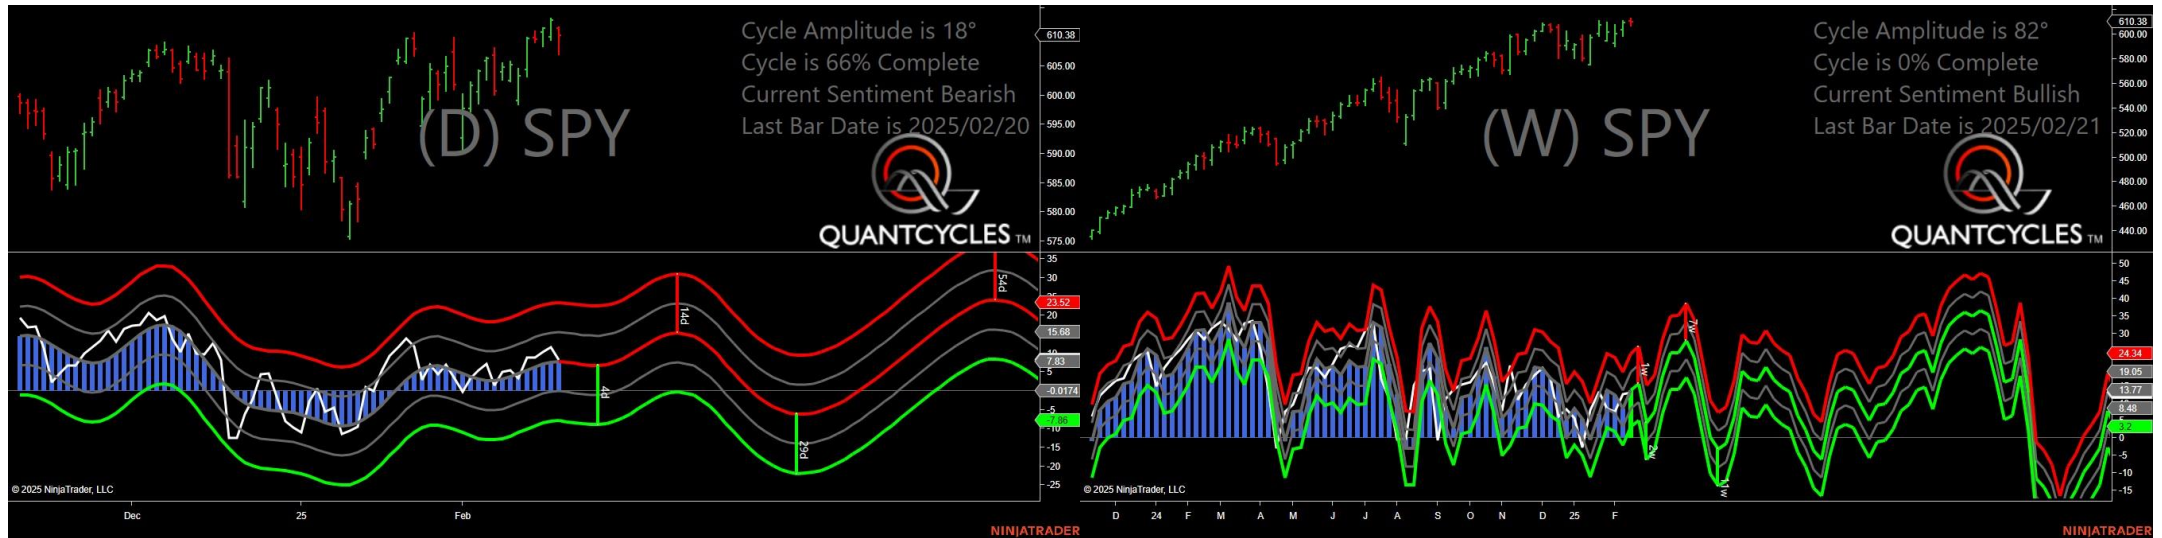 Cycle Amplitude is 18°
Cycle is 66% Complete
Current Sentiment Bearish
Last Bar Date is 2025/02/20
(D) SPY
QUANTCYCLES TM
610.38
605.00
600.00
595.00
590.00
585.00
580.00
575.00
35
30
25
23.52
20
15.68
10
7.83
5
-0.0174
-5
-7.86
-10
-15
-20
-25
14d
54d
4d
29d
© 2025 NinjaTrader, LLC
Dec
25
Feb
NINJATRADER
Cycle Amplitude is 82°
Cycle is 0% Complete
Current Sentiment Bullish
Last Bar Date is 2025/02/21
(W) SPY
QUANTCYCLES TM
610.38
600.00
580.00
560.00
540.00
520.00
500.00
480.00
460.00
440.00
50
45
40
35
30
24.34
19.05
13.77
8.48
3.2
0
-5
-10
-15
7w
1w
2w
11w
© 2025 NinjaTrader, LLC
D 24 F M A M J J A S O N D 25 F
NINJATRADER